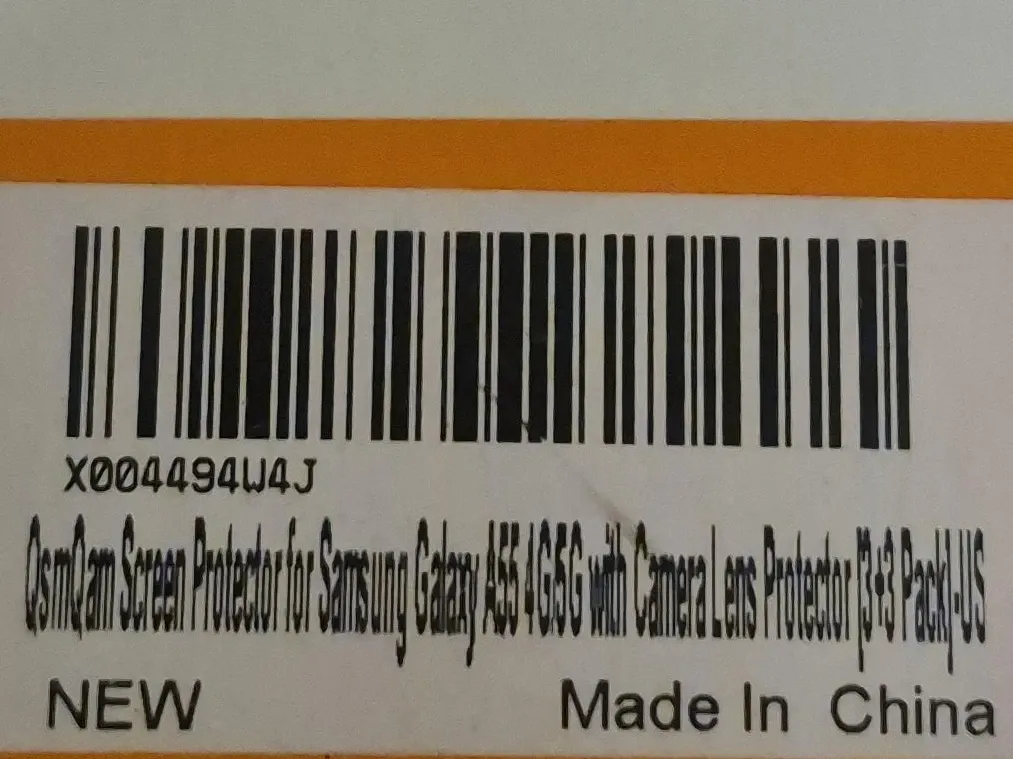 X004494W4J
QsmQam Screen Protector for Samsung Galaxy A55 4G/5G with Camera Lens Protector [3+3 Pack]-US
NEW Made In China